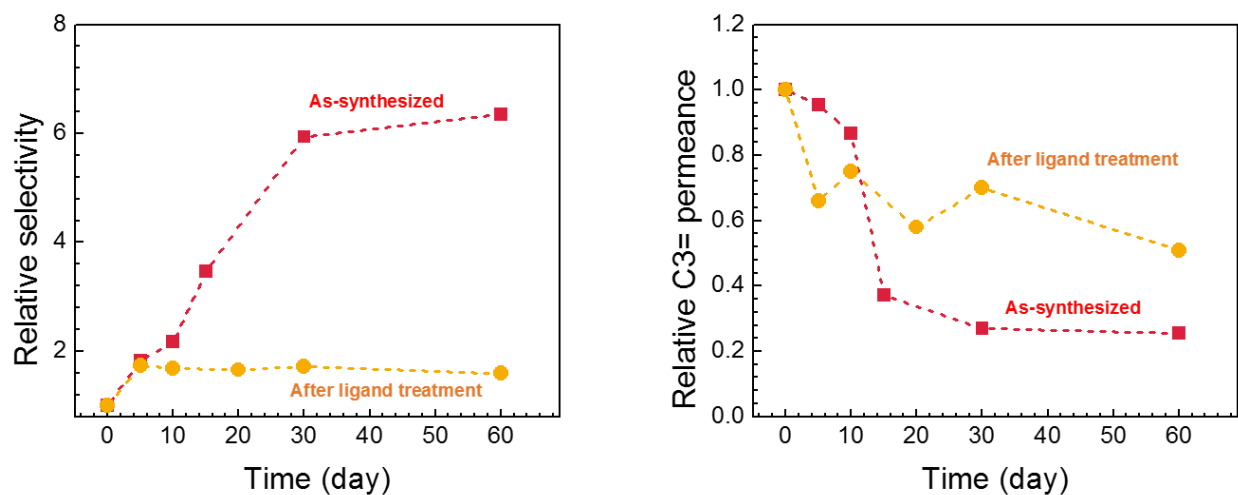 8
6
4
2
Relative selectivity
As-synthesized
After ligand treatment
0 10 20 30 40 50 60
Time (day)
1.2
1.0
0.8
0.6
0.4
0.2
0.0
Relative C3= permeance
After ligand treatment
As-synthesized
0 10 20 30 40 50 60
Time (day)